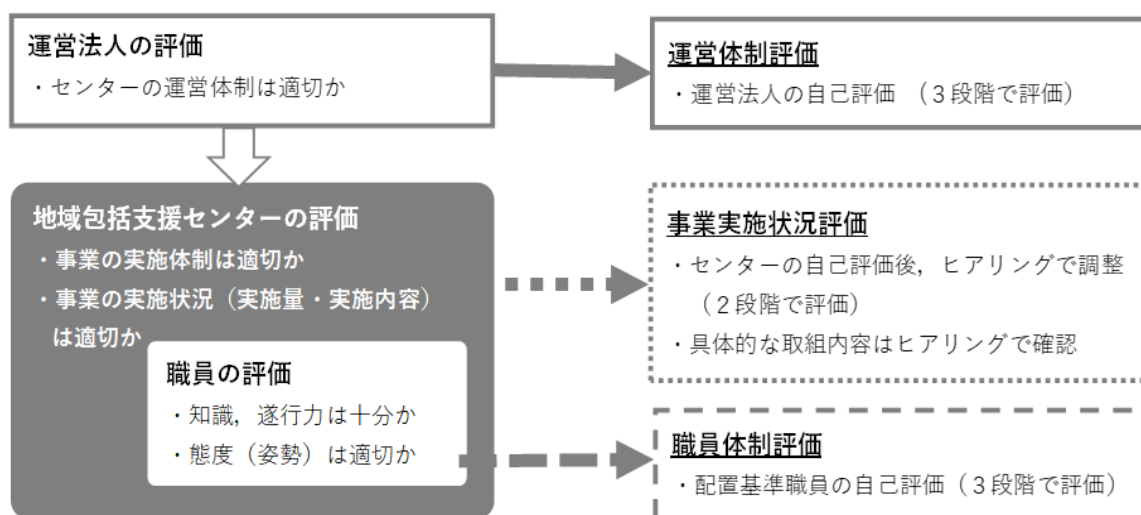 運営法人の評価
・センターの運営体制は適切か
運営体制評価
・運営法人の自己評価 （３段階で評価）
地域包括支援センターの評価
・事業の実施体制は適切か
・事業の実施状況（実施量・実施内容）
は適切か
職員の評価
・知識，遂行力は十分か
・態度（姿勢）は適切か
事業実施状況評価
・センターの自己評価後，ヒアリングで調整
（２段階で評価）
・具体的な取組内容はヒアリングで確認
職員体制評価
・配置基準職員の自己評価（３段階で評価）